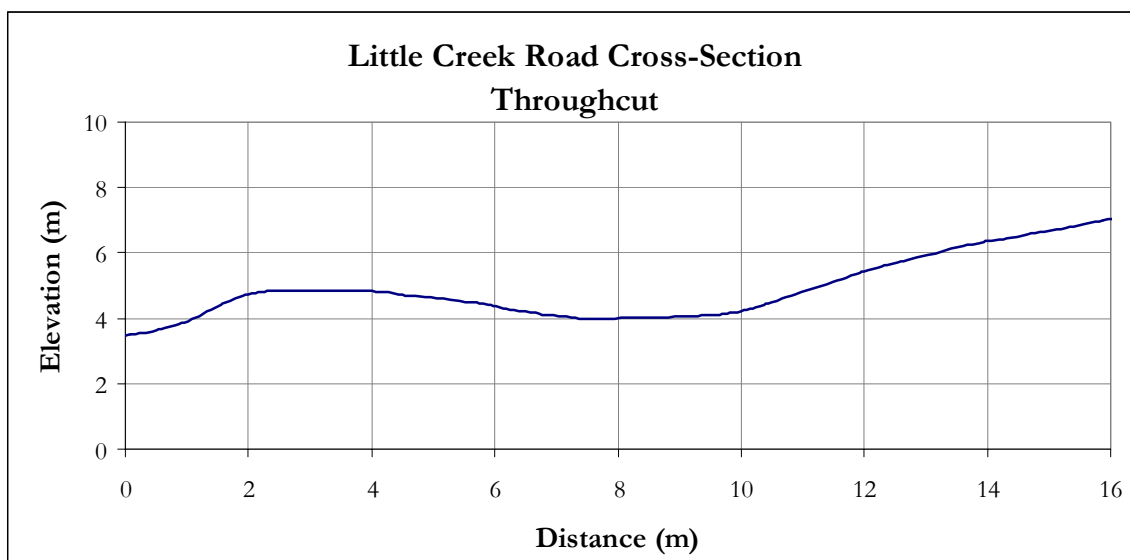 Little Creek Road Cross-Section
Throughcut
Elevation (m)
10
8
6
4
2
0
0 2 4 6 8 10 12 14 16
Distance (m)